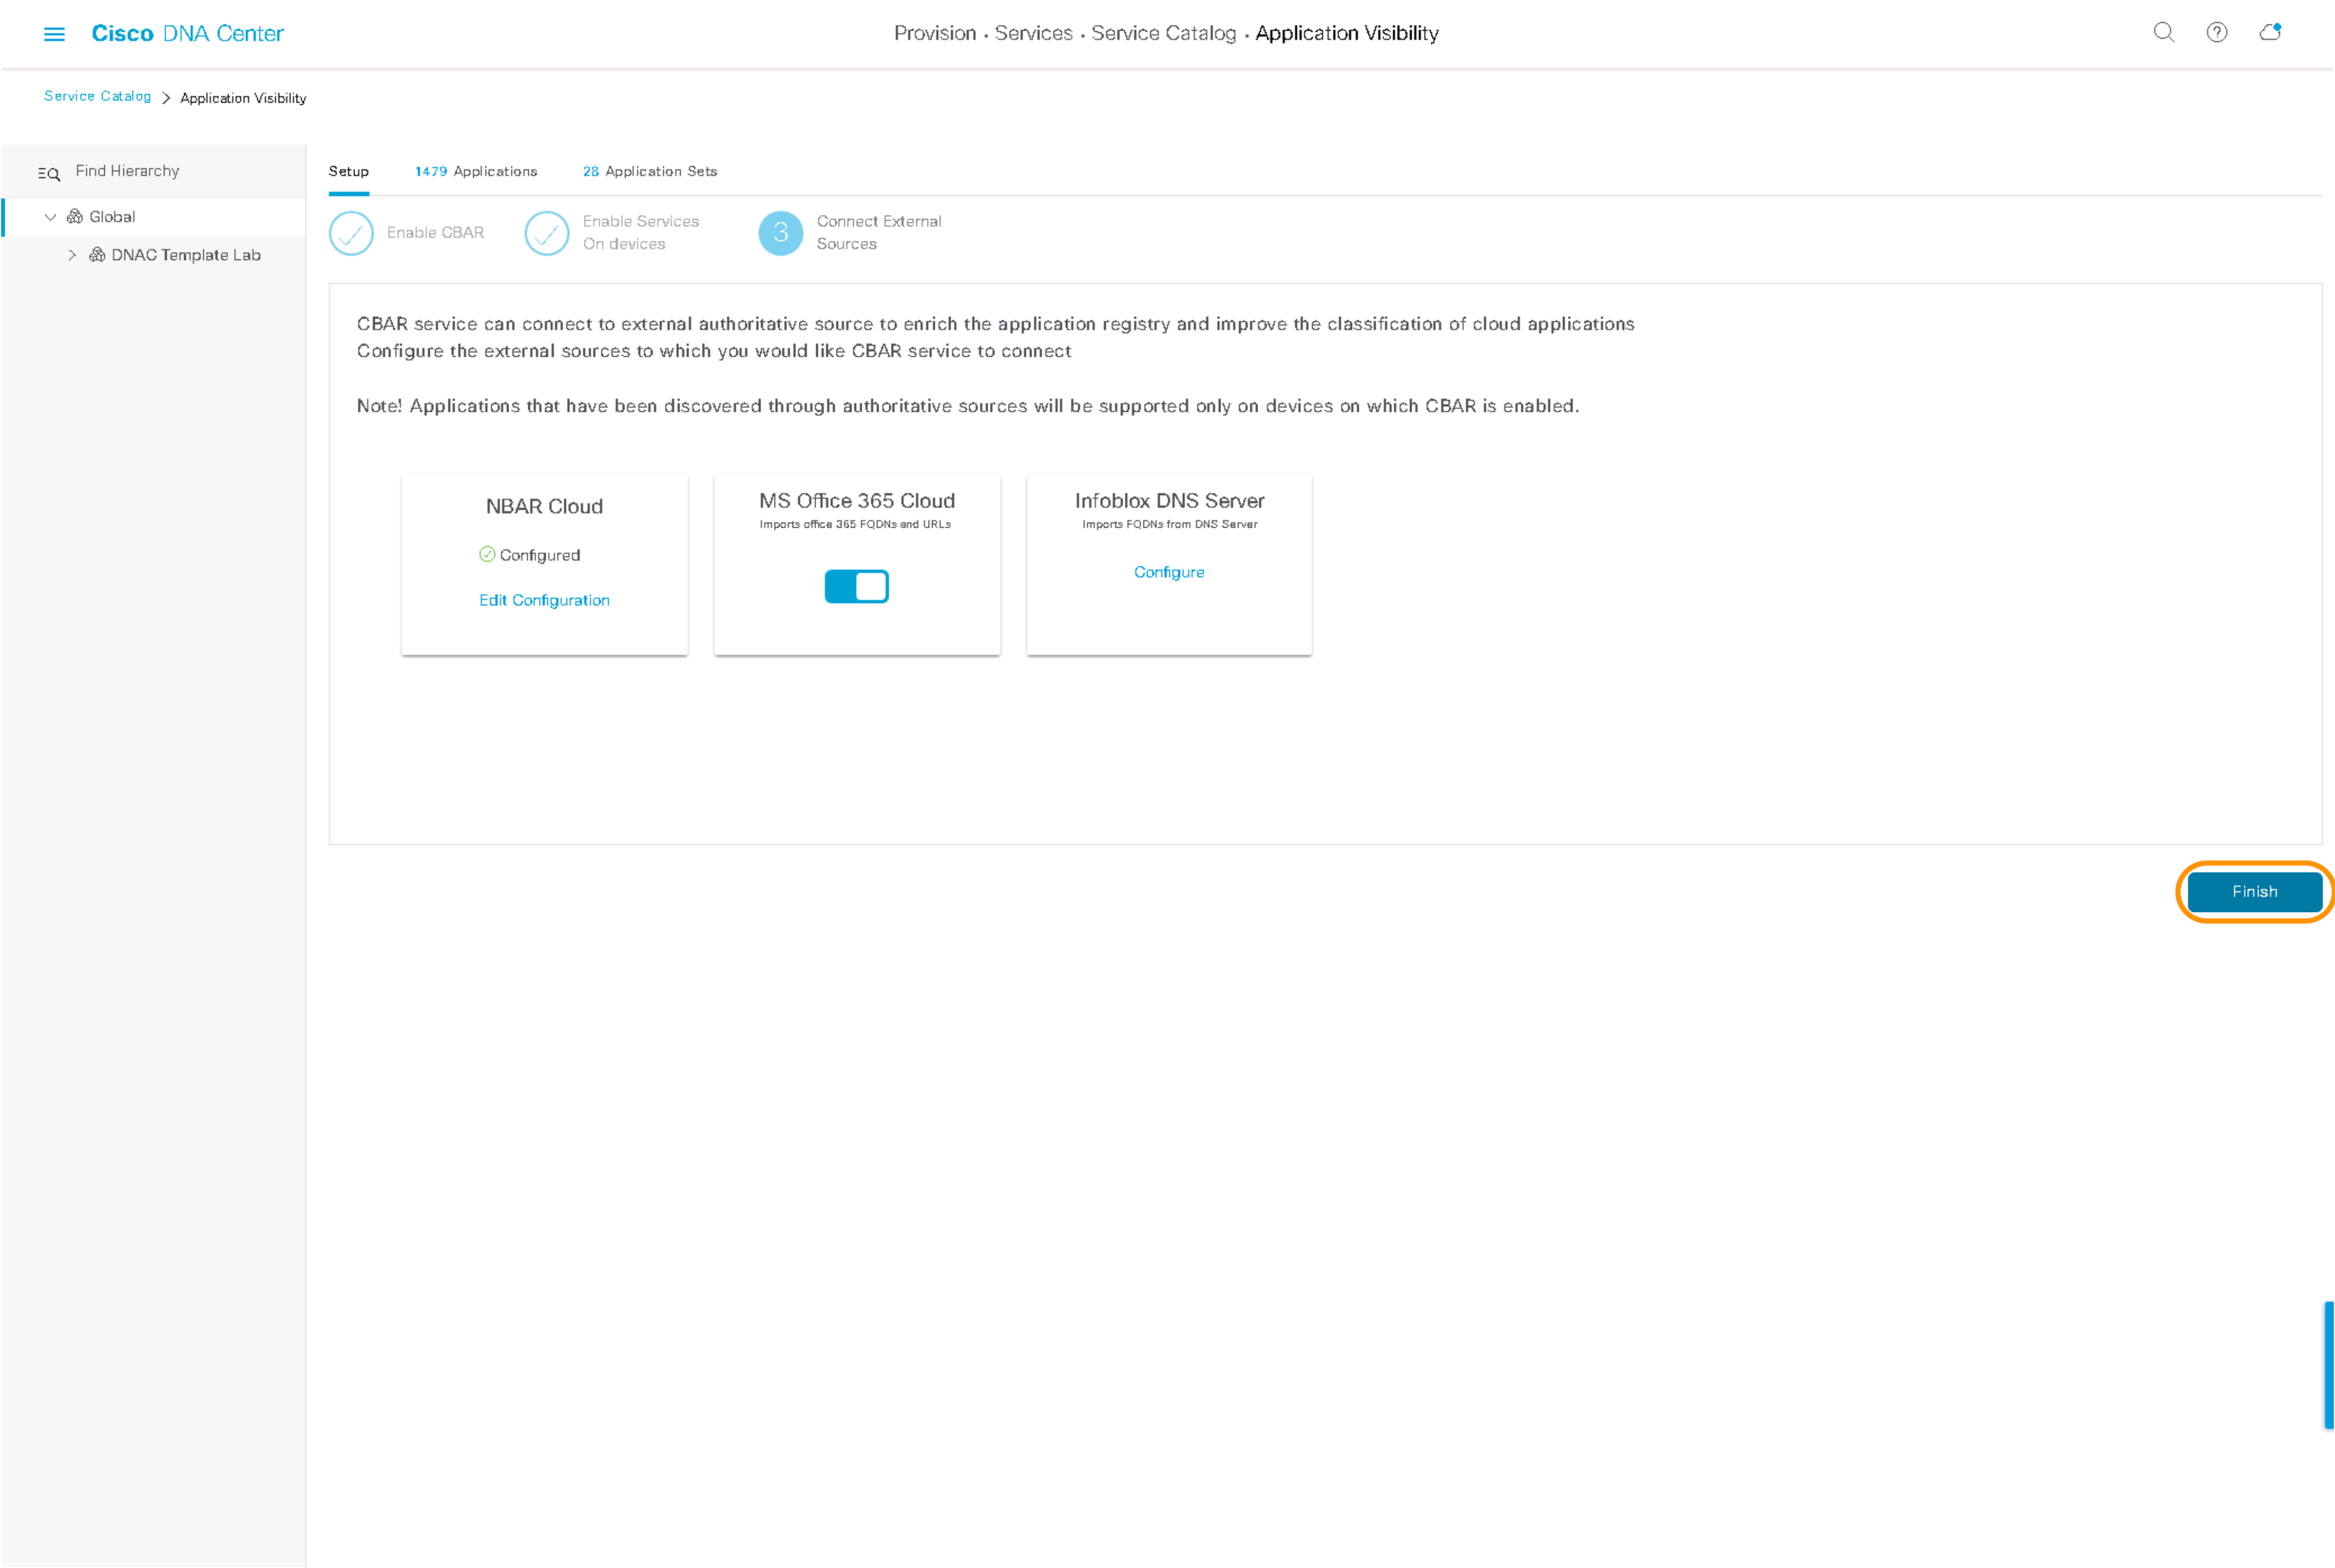 Cisco DNA Center
Provision · Services · Service Catalog · Application Visibility
Service Catalog > Application Visibility
Find Hierarchy
Global
DNAC Template Lab
Setup 1479 Applications 28 Application Sets
Enable CBAR
Enable Services
On devices
3
Connect External
Sources
CBAR service can connect to external authoritative source to enrich the application registry and improve the classification of cloud applications
Configure the external sources to which you would like CBAR service to connect
Note! Applications that have been discovered through authoritative sources will be supported only on devices on which CBAR is enabled.
NBAR Cloud
Configured
Edit Configuration
MS Office 365 Cloud
Imports office 365 FQDNs and URLs
Infoblox DNS Server
Imports FQDNs from DNS Server
Configure
Finish